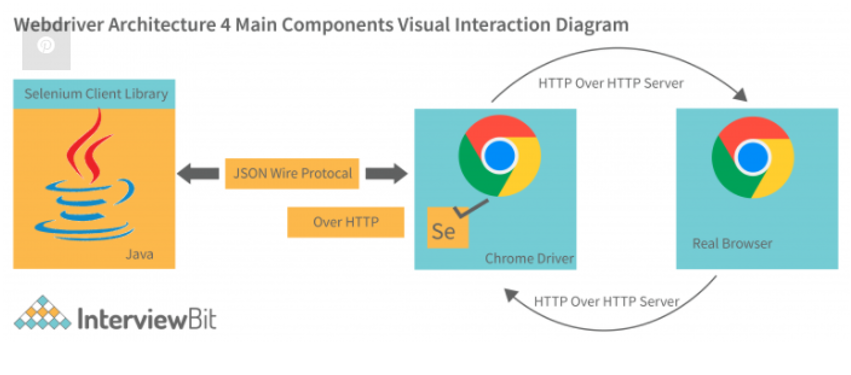 Webdriver Architecture 4 Main Components Visual Interaction Diagram
Selenium Client Library
Java
JSON Wire Protocal
Over HTTP
HTTP Over HTTP Server
Se
Chrome Driver
Real Browser
HTTP Over HTTP Server
InterviewBit